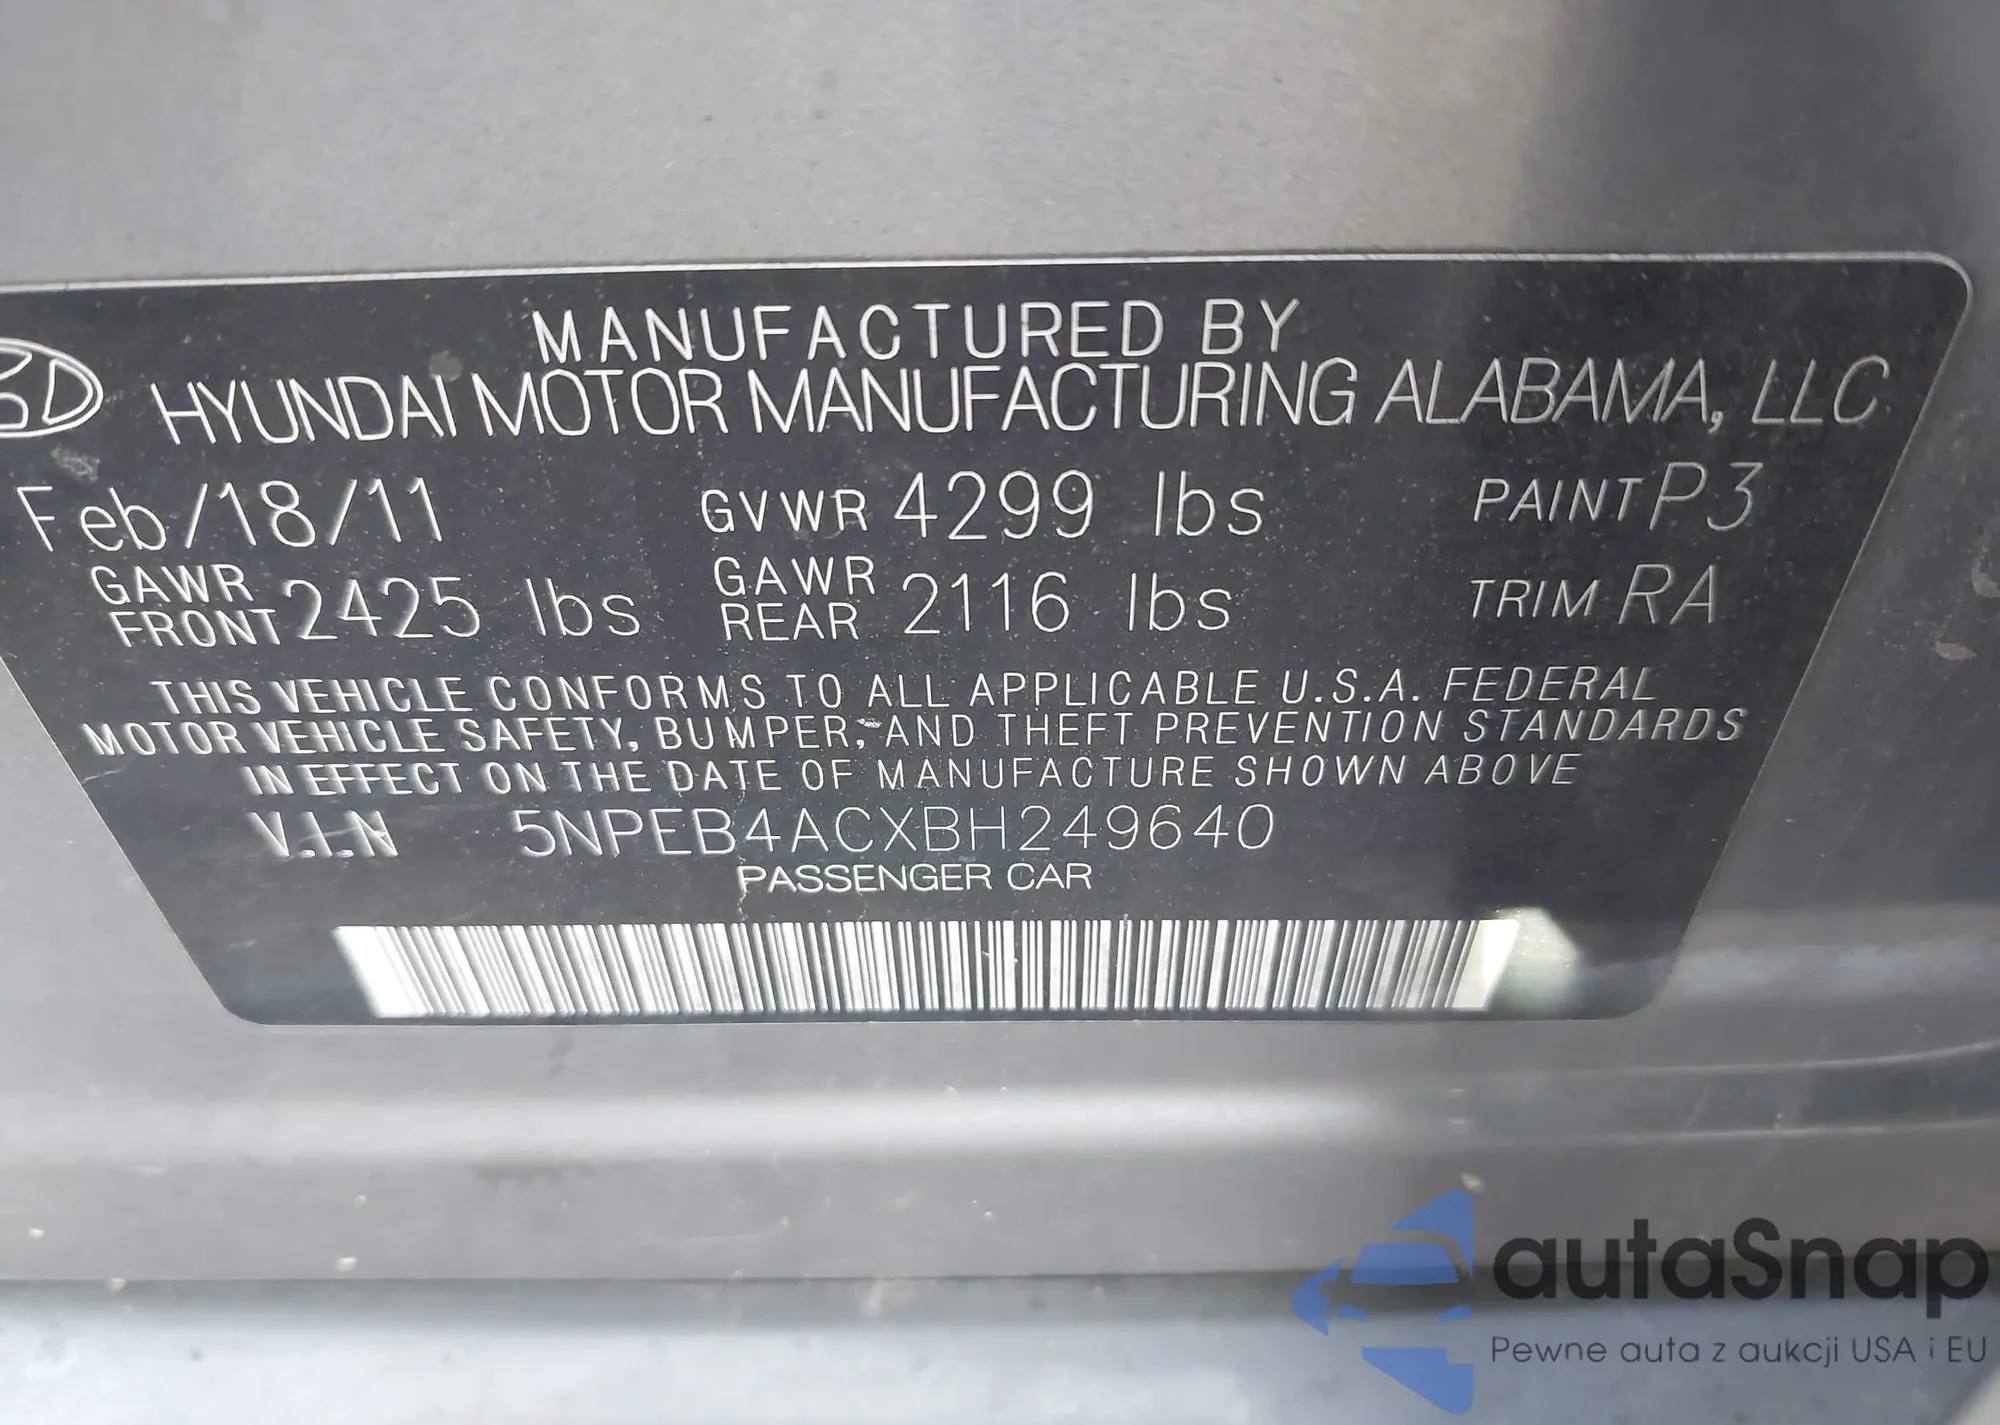 MANUFACTURED BY
HYUNDAI MOTOR MANUFACTURING ALABAMA, LLC
Feb/18/11 GVWR 4299 lbs PAINT P3
GAWR FRONT 2425 lbs GAWR REAR 2116 lbs TRIM RA
THIS VEHICLE CONFORMS TO ALL APPLICABLE U.S.A. FEDERAL
MOTOR VEHICLE SAFETY, BUMPER, AND THEFT PREVENTION STANDARDS
IN EFFECT ON THE DATE OF MANUFACTURE SHOWN ABOVE
V.I.N 5NPEB4ACXBH249640
PASSENGER CAR
autaSnap
Pewne auta z aukcji USA i EU